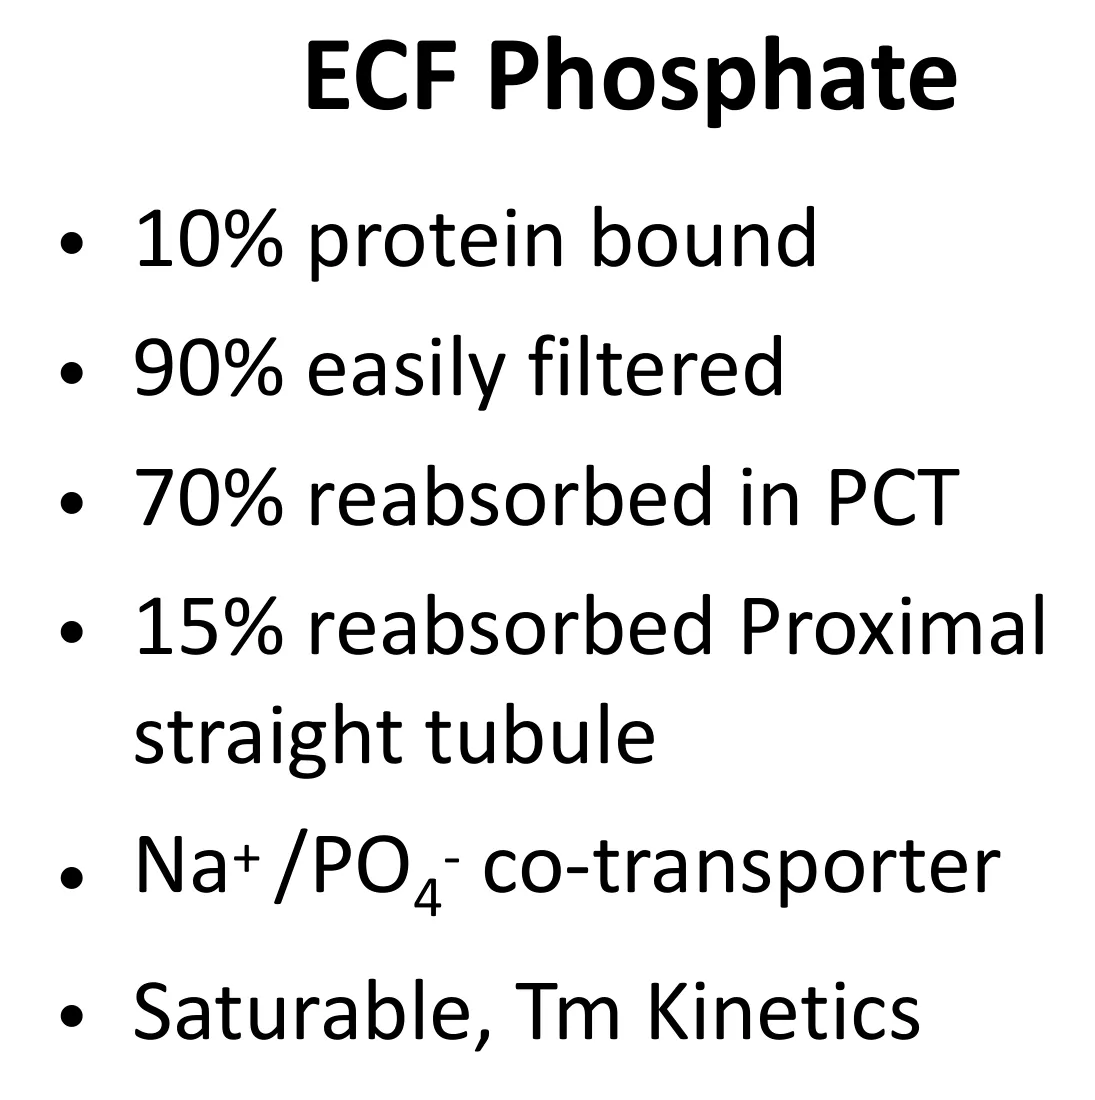 ECF Phosphate
• 10% protein bound
• 90% easily filtered
• 70% reabsorbed in PCT
• 15% reabsorbed Proximal
straight tubule
• Na⁺ /PO₄⁻ co-transporter
• Saturable, Tm Kinetics